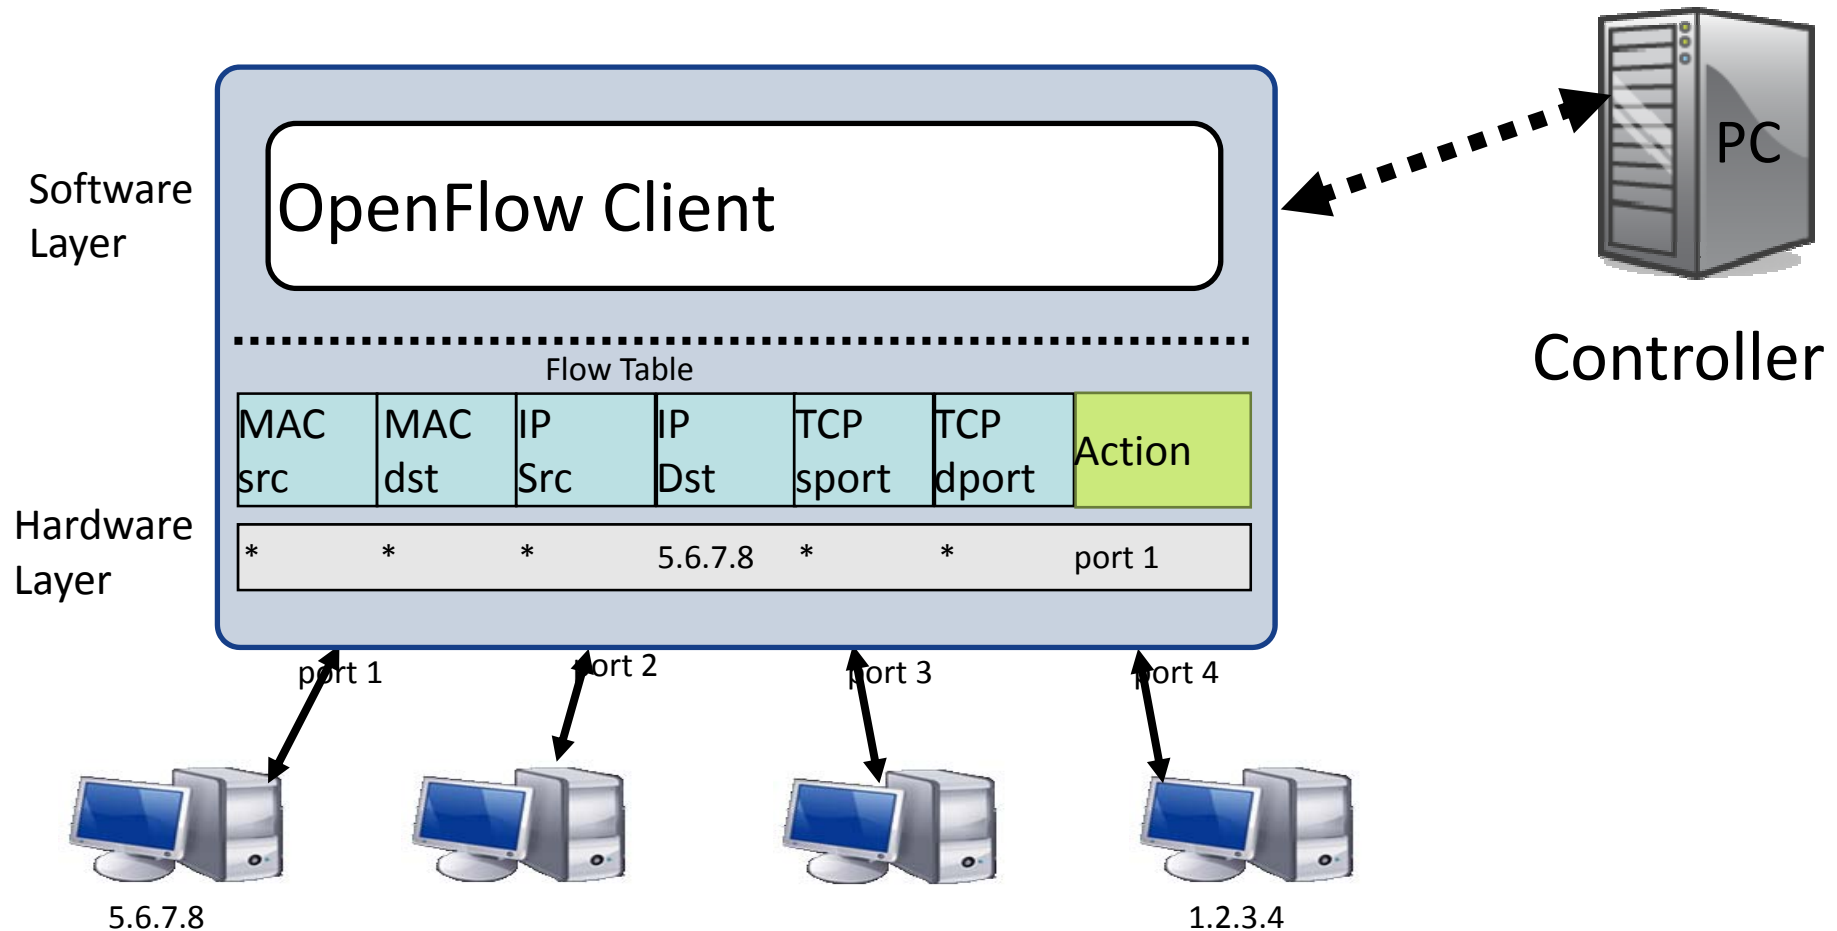 PC
Controller
Software
Layer
OpenFlow Client
Flow Table
MAC src
MAC dst
IP Src
IP Dst
TCP sport
TCP dport
Action
Hardware
Layer
* * * 5.6.7.8 * * port 1
port 1
port 2
port 3
port 4
5.6.7.8
1.2.3.4